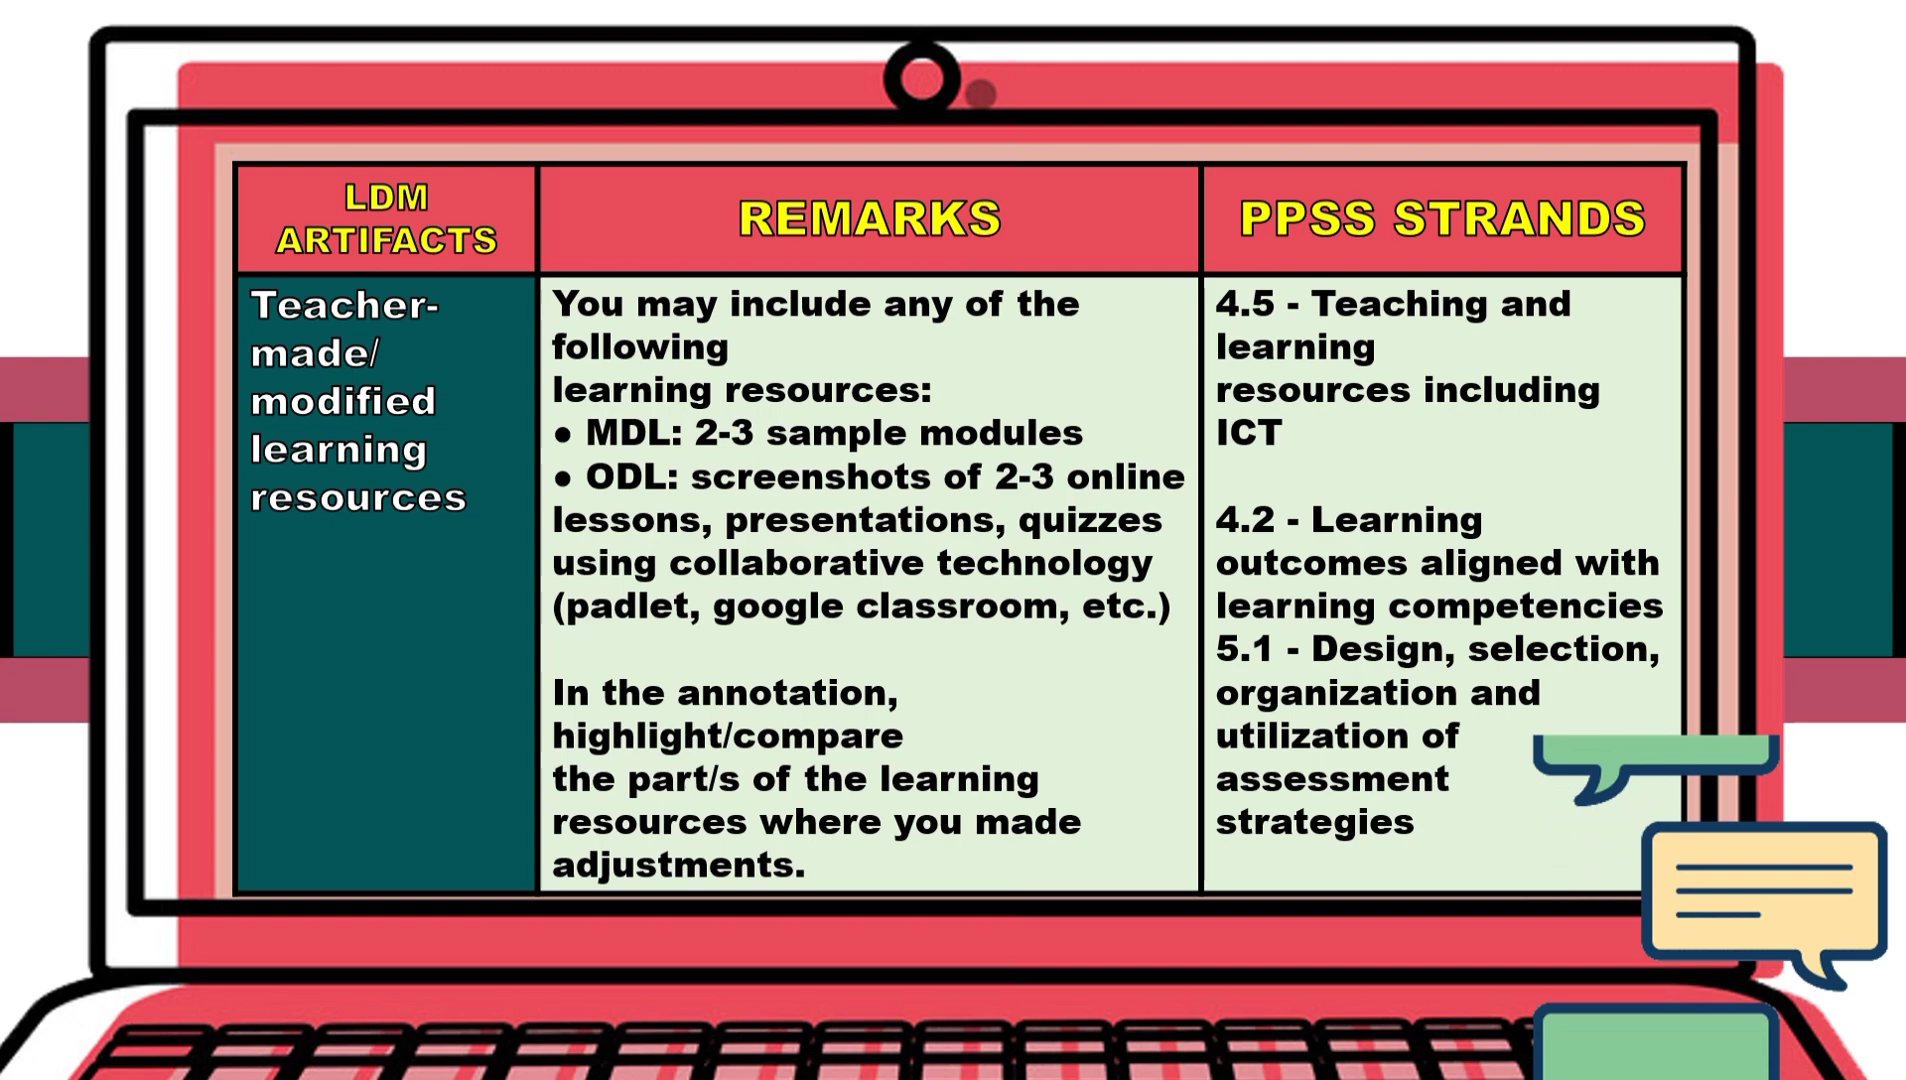 LDM
ARTIFACTS
REMARKS
PPSS STRANDS
Teacher-
made/
modified
learning
resources
You may include any of the
following
learning resources:
● MDL: 2-3 sample modules
● ODL: screenshots of 2-3 online
lessons, presentations, quizzes
using collaborative technology
(padlet, google classroom, etc.)
In the annotation,
highlight/compare
the part/s of the learning
resources where you made
adjustments.
4.5 - Teaching and
learning
resources including
ICT
4.2 - Learning
outcomes aligned with
learning competencies
5.1 - Design, selection,
organization and
utilization of
assessment
strategies